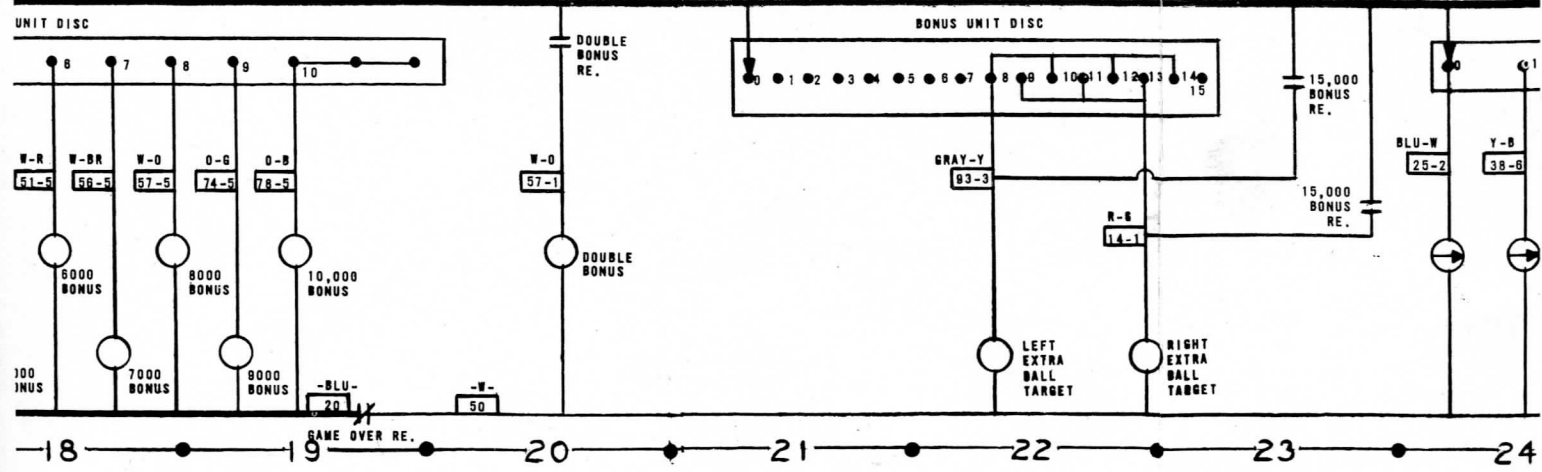 UNIT DISC
BONUS UNIT DISC
DOUBLE
BONUS
RE.
6 7 8 9 10
0 1 2 3 4 5 6 7 8 9 10 11 12 13 14
15
0 1
15,000
BONUS
RE.
W-R W-BR W-O O-G O-B
51-5 56-5 57-5 74-5 78-5
W-O
57-1
GRAY-Y
93-3
BLU-W
25-2
Y-B
38-6
15,000
BONUS
RE.
R-G
14-1
6000
BONUS
8000
BONUS
10,000
BONUS
DOUBLE
BONUS
LEFT
EXTRA
BALL
TARGET
RIGHT
EXTRA
BALL
TARGET
000
ONUS
7000
BONUS
9000
BONUS
-BLU-
20
-W-
50
GAME OVER RE.
18 19 20 21 22 23 24